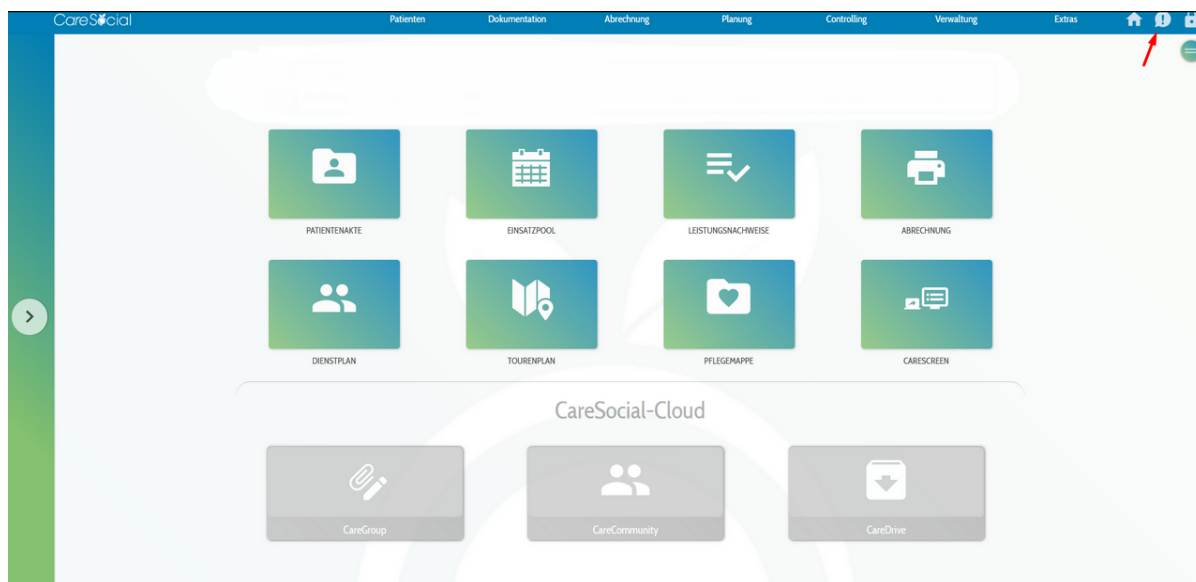 CareSocial
Patienten Dokumentation Abrechnung Planung Controlling Verwaltung Extras
PATIENTENAKTE EINSATZPOOL LEISTUNGSNACHWEISE ABRECHNUNG
DIENSTPLAN TOURENPLAN PFLEGEMAPPE CARESCREEN
CareSocial-Cloud
CareGroup CareCommunity CareDrive